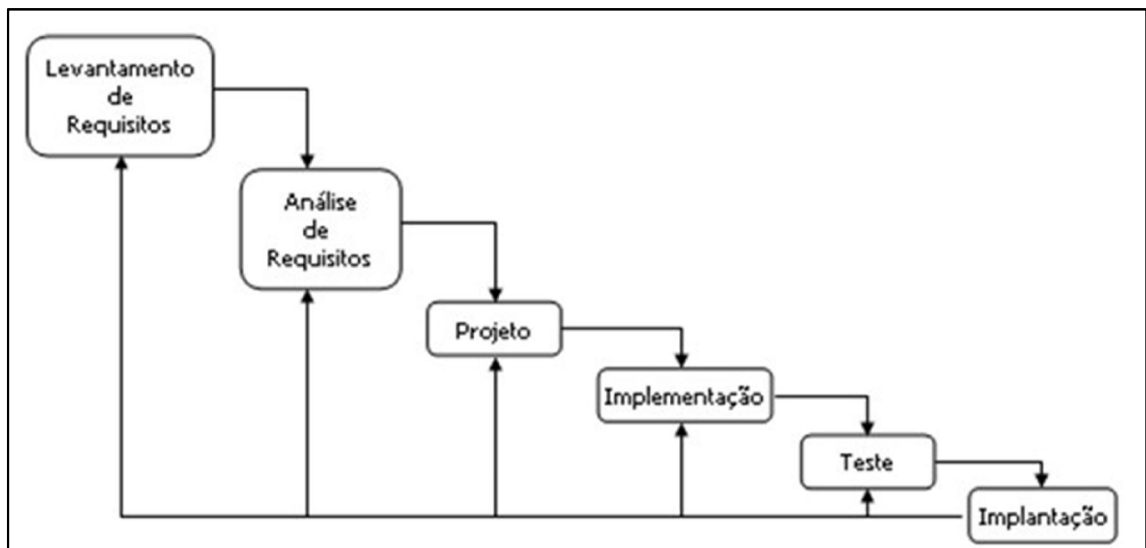 Levantamento
de
Requisitos
Análise
de
Requisitos
Projeto
Implementação
Teste
Implantação